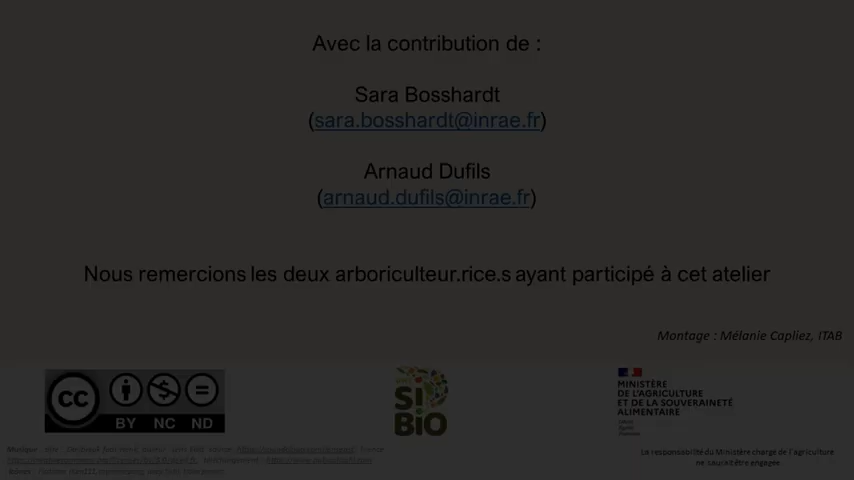 Avec la contribution de :
Sara Bosshardt
(sara.bosshardt@inrae.fr)
Arnaud Dufils
(arnaud.dufils@inrae.fr)
Nous remercions les deux arboriculteur.rice.s ayant participé à cet atelier
Montage : Mélanie Capliez, ITAB
cc
BY NC ND
SI
BIO
MINISTÈRE
DE L'AGRICULTURE
ET DE LA SOUVERAINETÉ
ALIMENTAIRE
Musique
La responsabilité du Ministère chargé de l'agriculture
ne saurait être engagée